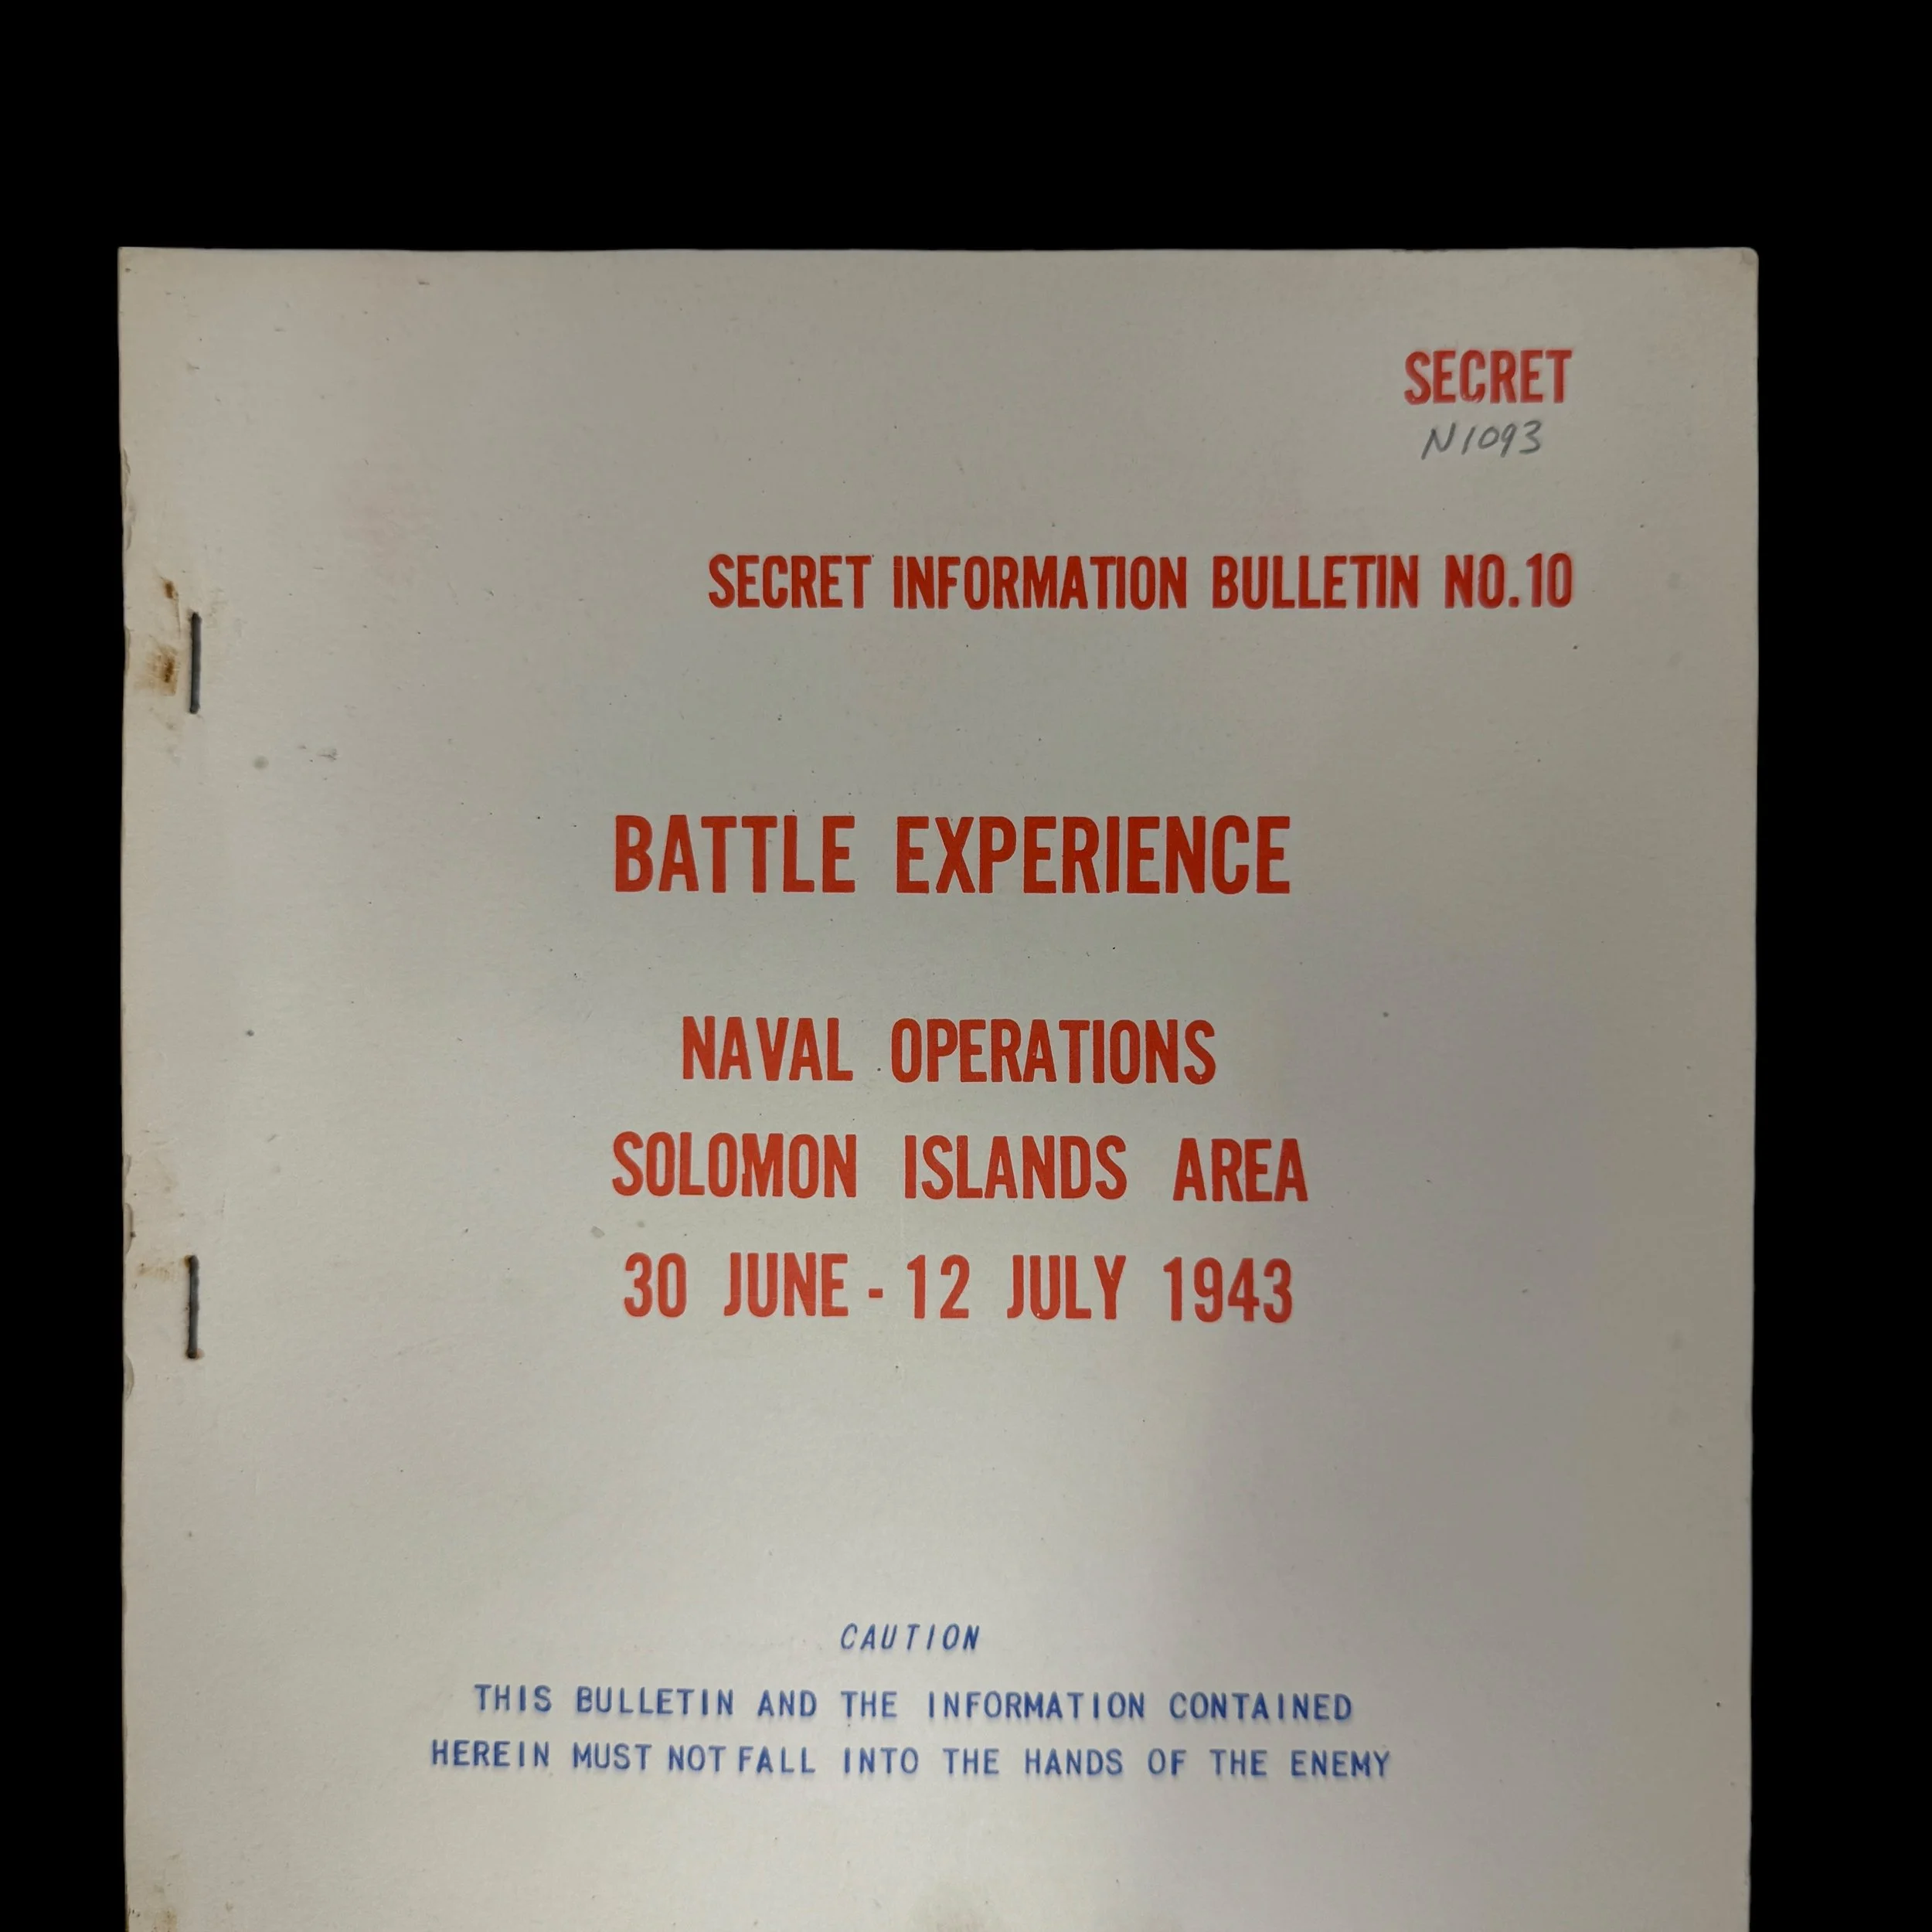 SECRET
N1093
SECRET INFORMATION BULLETIN NO.10
BATTLE EXPERIENCE
NAVAL OPERATIONS
SOLOMON ISLANDS AREA
30 JUNE - 12 JULY 1943
CAUTION
THIS BULLETIN AND THE INFORMATION CONTAINED
HEREIN MUST NOT FALL INTO THE HANDS OF THE ENEMY